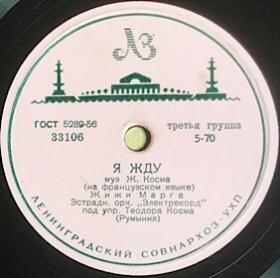 ЛЗ
ГОСТ 5289-56
третья группа
33106
5-70
Я ЖДУ
муз. Ж. Косма
(на французском языке)
Жижи Марга
Эстрадн. орк. „Электрекорд"
под упр. Теодора Косма
(Румыния)
ЛЕНИНГРАДСКИЙ СОВНАРХОЗ-УХП